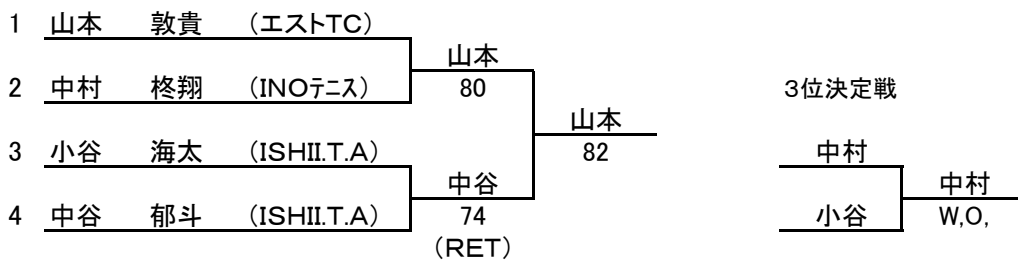 1 山本 敦貴 (エストTC)
山本
2 中村 柊翔 (INOテニス) 80 3位決定戦
山本
3 小谷 海太 (ISHII.T.A) 82 中村
中谷 中村
4 中谷 郁斗 (ISHII.T.A) 74 小谷 W,O,
(RET)